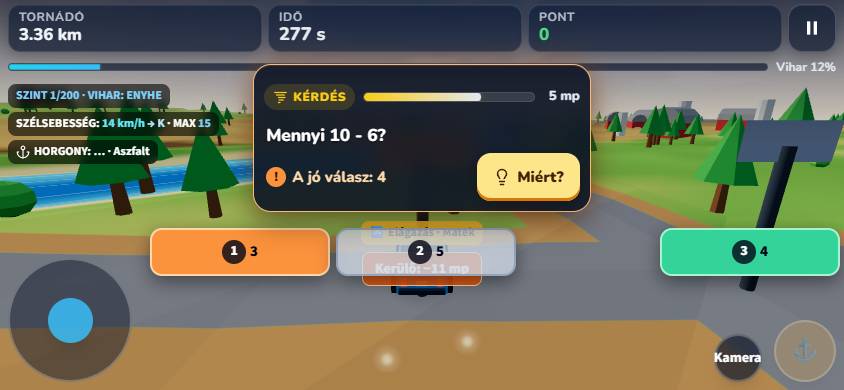 TORNÁDÓ
3.36 km
IDŐ
277 s
PONT
0
Vihar 12%
SZINT 1/200 · VIHAR: ENYHE
SZÉLSEBESSÉG: 14 km/h → K · MAX 15
HORGONY: ... · Aszfalt
KÉRDÉS
5 mp
Mennyi 10 - 6?
! A jó válasz: 4
Miért?
Elágazás · Matek
1 3
2 5
3 4
Kerülő: −11 mp
Kamera